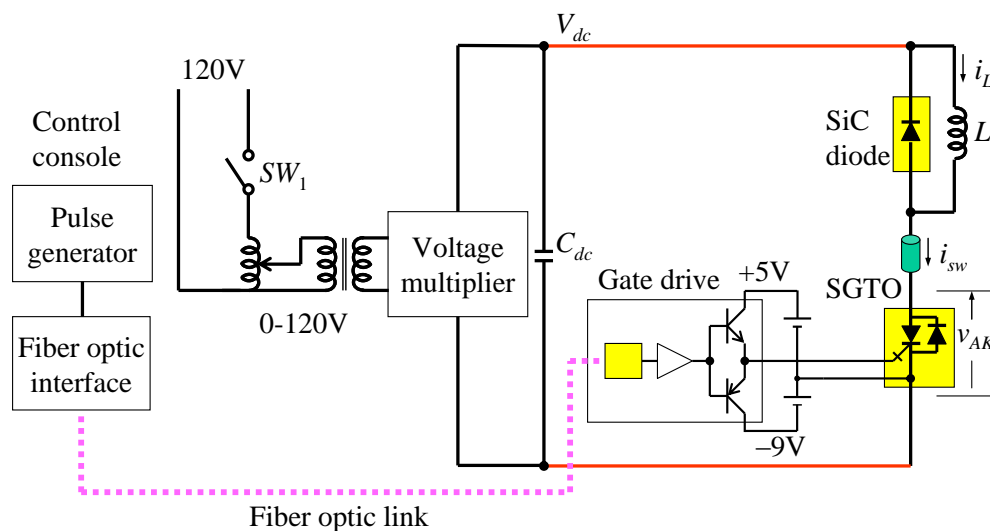 V_dc
120V
i_L
Control
console
SiC
diode
L
SW_1
Pulse
generator
Voltage
multiplier
C_dc
+5V
i_sw
Gate drive
SGTO
0-120V
v_AK
Fiber optic
interface
–9V
Fiber optic link